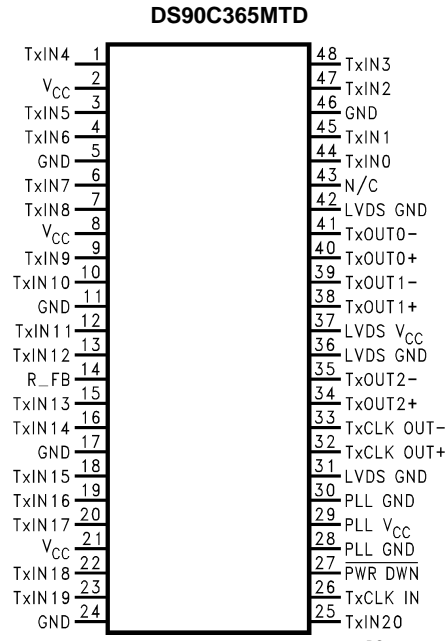 DS90C365MTD
TxIN4 1 48 TxIN3
VCC 2 47 TxIN2
TxIN5 3 46 GND
TxIN6 4 45 TxIN1
GND 5 44 TxIN0
TxIN7 6 43 N/C
TxIN8 7 42 LVDS GND
VCC 8 41 TxOUT0−
TxIN9 9 40 TxOUT0+
TxIN10 10 39 TxOUT1−
GND 11 38 TxOUT1+
TxIN11 12 37 LVDS VCC
TxIN12 13 36 LVDS GND
R_FB 14 35 TxOUT2−
TxIN13 15 34 TxOUT2+
TxIN14 16 33 TxCLK OUT−
GND 17 32 TxCLK OUT+
TxIN15 18 31 LVDS GND
TxIN16 19 30 PLL GND
TxIN17 20 29 PLL VCC
VCC 21 28 PLL GND
TxIN18 22 27 PWR DWN
TxIN19 23 26 TxCLK IN
GND 24 25 TxIN20